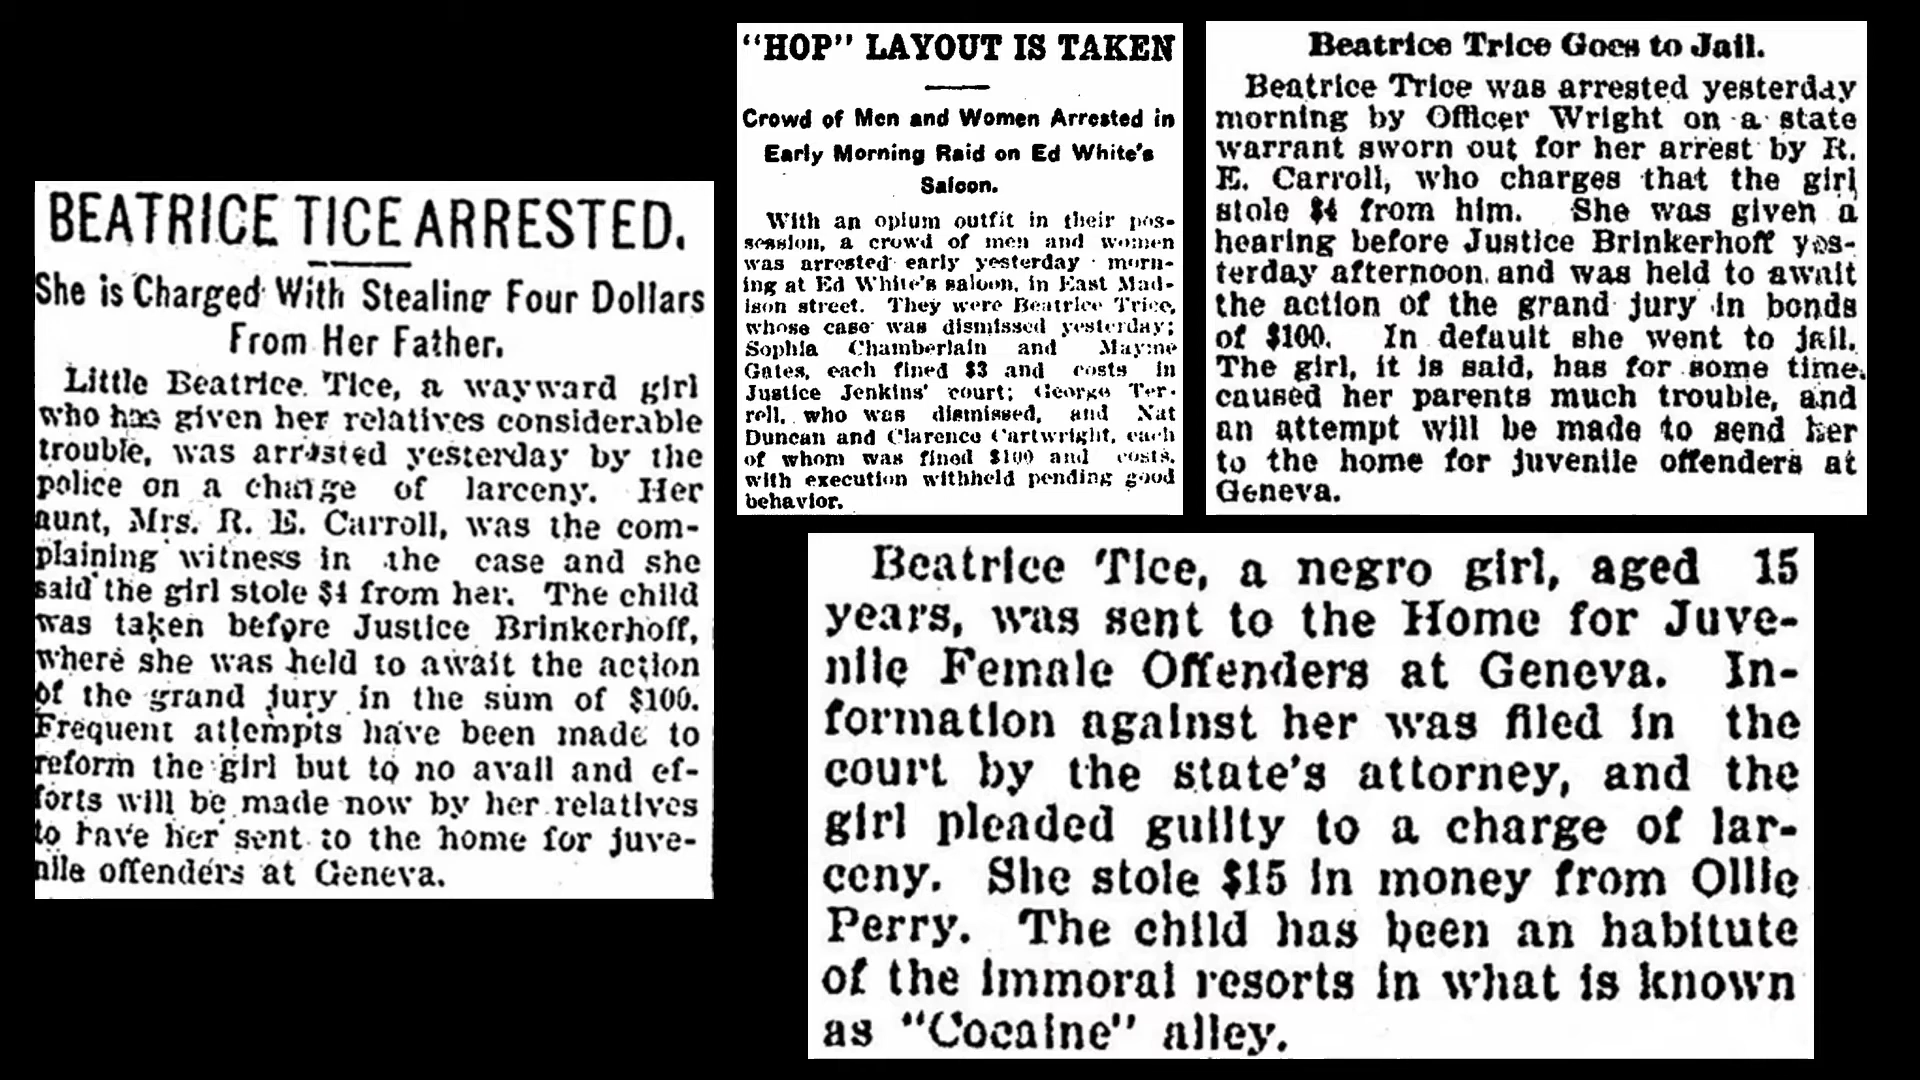 BEATRICE TICE ARRESTED.
She is Charged With Stealing Four Dollars
From Her Father.
Little Beatrice Tice, a wayward girl
who has given her relatives considerable
trouble, was arrested yesterday by the
police on a charge of larceny. Her
aunt, Mrs. R. E. Carroll, was the com-
plaining witness in the case and she
said the girl stole $4 from her. The child
was taken before Justice Brinkerhoff,
where she was held to await the action
of the grand jury in the sum of $100.
Frequent attempts have been made to
reform the girl but to no avail and ef-
forts will be made now by her relatives
to have her sent to the home for juve-
nile offenders at Geneva.
"HOP" LAYOUT IS TAKEN
Crowd of Men and Women Arrested in
Early Morning Raid on Ed White's
Saloon.
With an opium outfit in their pos-
session, a crowd of men and women
was arrested early yesterday morn-
ing at Ed White's saloon, in East Mad-
ison street. They were Beatrice Trice,
whose case was dismissed yesterday;
Sophia Chamberlain and Mayme
Gates, each fined $3 and costs in
Justice Jenkins' court; George Ter-
rell, who was dismissed, and Nat
Duncan and Clarence Cartwright, each
of whom was fined $100 and costs,
with execution withheld pending good
behavior.
Beatrice Trice Goes to Jail.
Beatrice Trice was arrested yesterday
morning by Officer Wright on a state
warrant sworn out for her arrest by R.
E. Carroll, who charges that the girl
stole $4 from him. She was given a
hearing before Justice Brinkerhoff yes-
terday afternoon and was held to await
the action of the grand jury in bonds
of $100. In default she went to jail.
The girl, it is said, has for some time
caused her parents much trouble, and
an attempt will be made to send her
to the home for juvenile offenders at
Geneva.
Beatrice Tice, a negro girl, aged 15
years, was sent to the Home for Juve-
nile Female Offenders at Geneva. In-
formation against her was filed in the
court by the state's attorney, and the
girl pleaded guilty to a charge of lar-
ceny. She stole $15 in money from Ollie
Perry. The child has been an habitute
of the immoral resorts in what is known
as "Cocaine" alley.